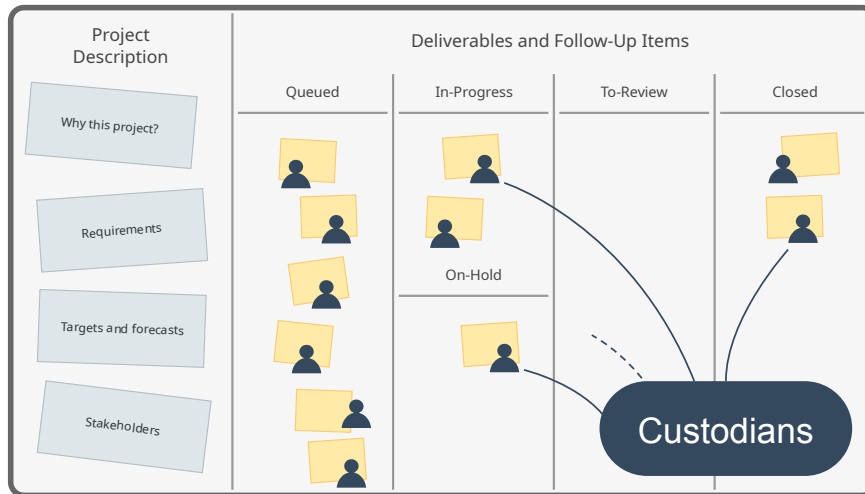 Project
Description
Deliverables and Follow-Up Items
Queued
In-Progress
To-Review
Closed
Why this project?
Requirements
On-Hold
Targets and forecasts
Stakeholders
Custodians